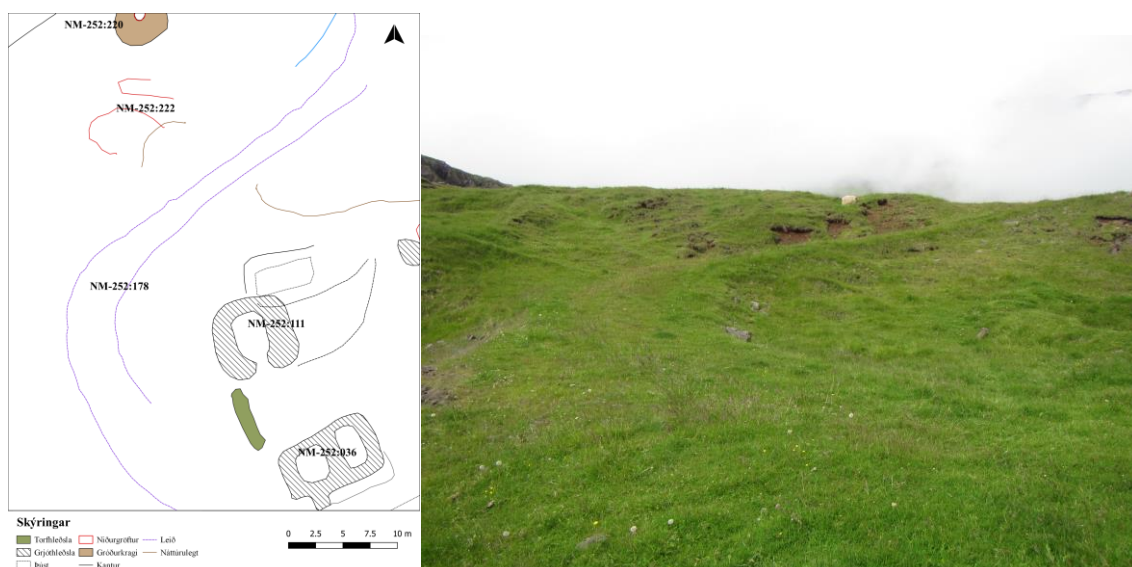 NM-252:220
NM-252:222
NM-252:178
NM-252:111
NM-252:036
Skýringar
Torfhleðsla Niðurgröftur Leið
Grjóthleðsla Gróðurkragi Náttúrulegt
Þúst Kantur
0 2.5 5 7.5 10 m